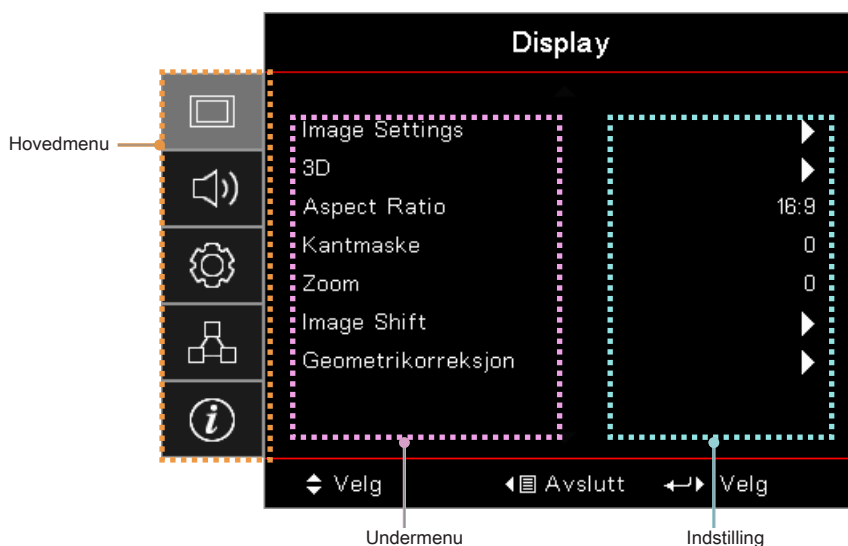 Display
Hovedmenu
Image Settings
3D
Aspect Ratio 16:9
Kantmaske 0
Zoom 0
Image Shift
Geometrikorreksjon
Velg Avslutt Velg
Undermenu Indstilling